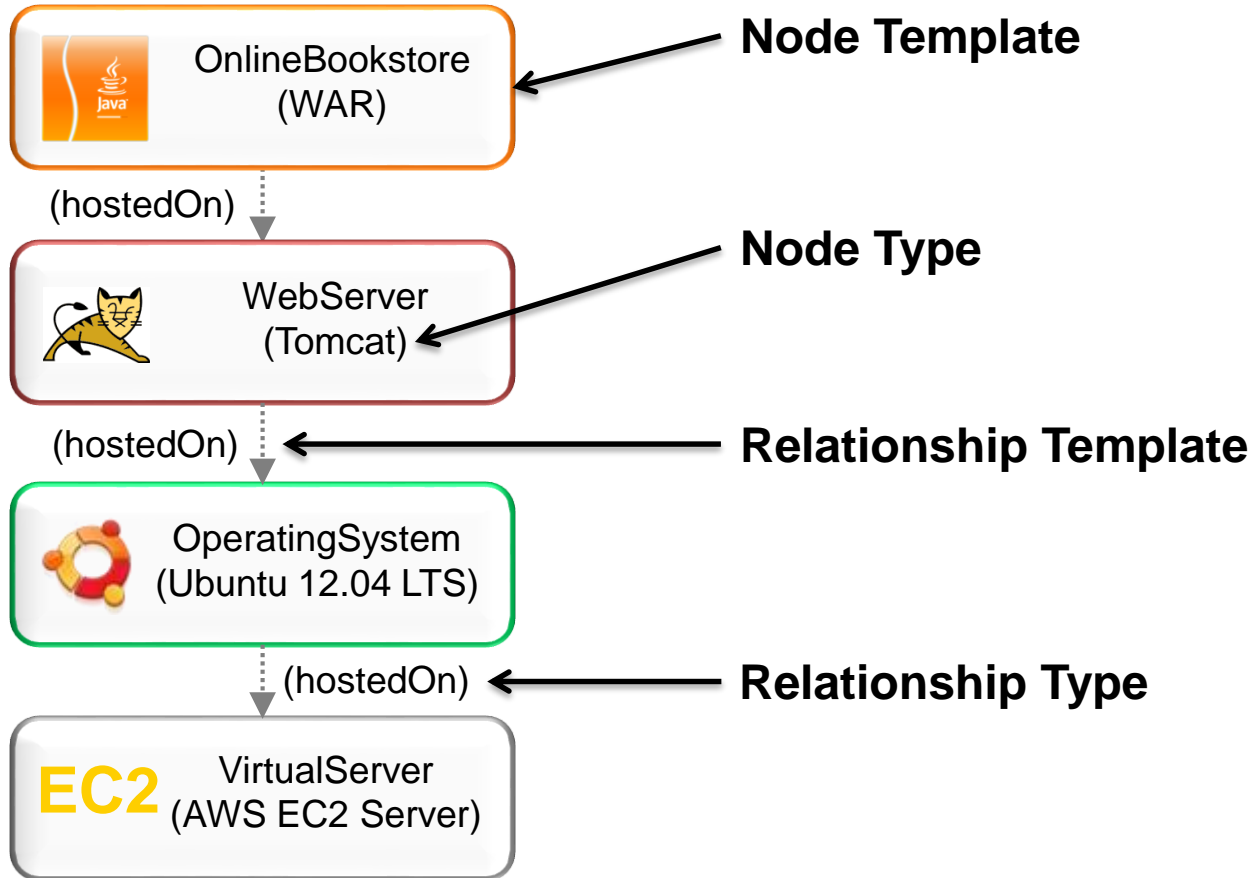 OnlineBookstore
(WAR)
Java
Node Template
(hostedOn)
WebServer
(Tomcat)
Node Type
(hostedOn)
Relationship Template
OperatingSystem
(Ubuntu 12.04 LTS)
(hostedOn)
Relationship Type
EC2
VirtualServer
(AWS EC2 Server)